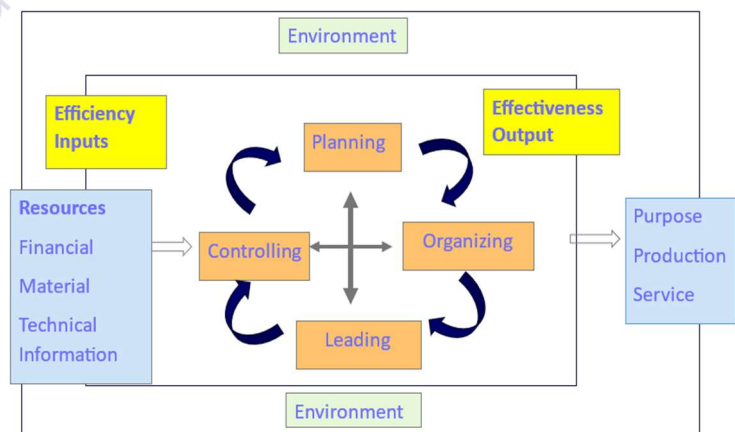 Environment
Efficiency
Inputs
Effectiveness
Output
Planning
Resources
Financial
Material
Technical
Information
Controlling
Organizing
Leading
Purpose
Production
Service
Environment